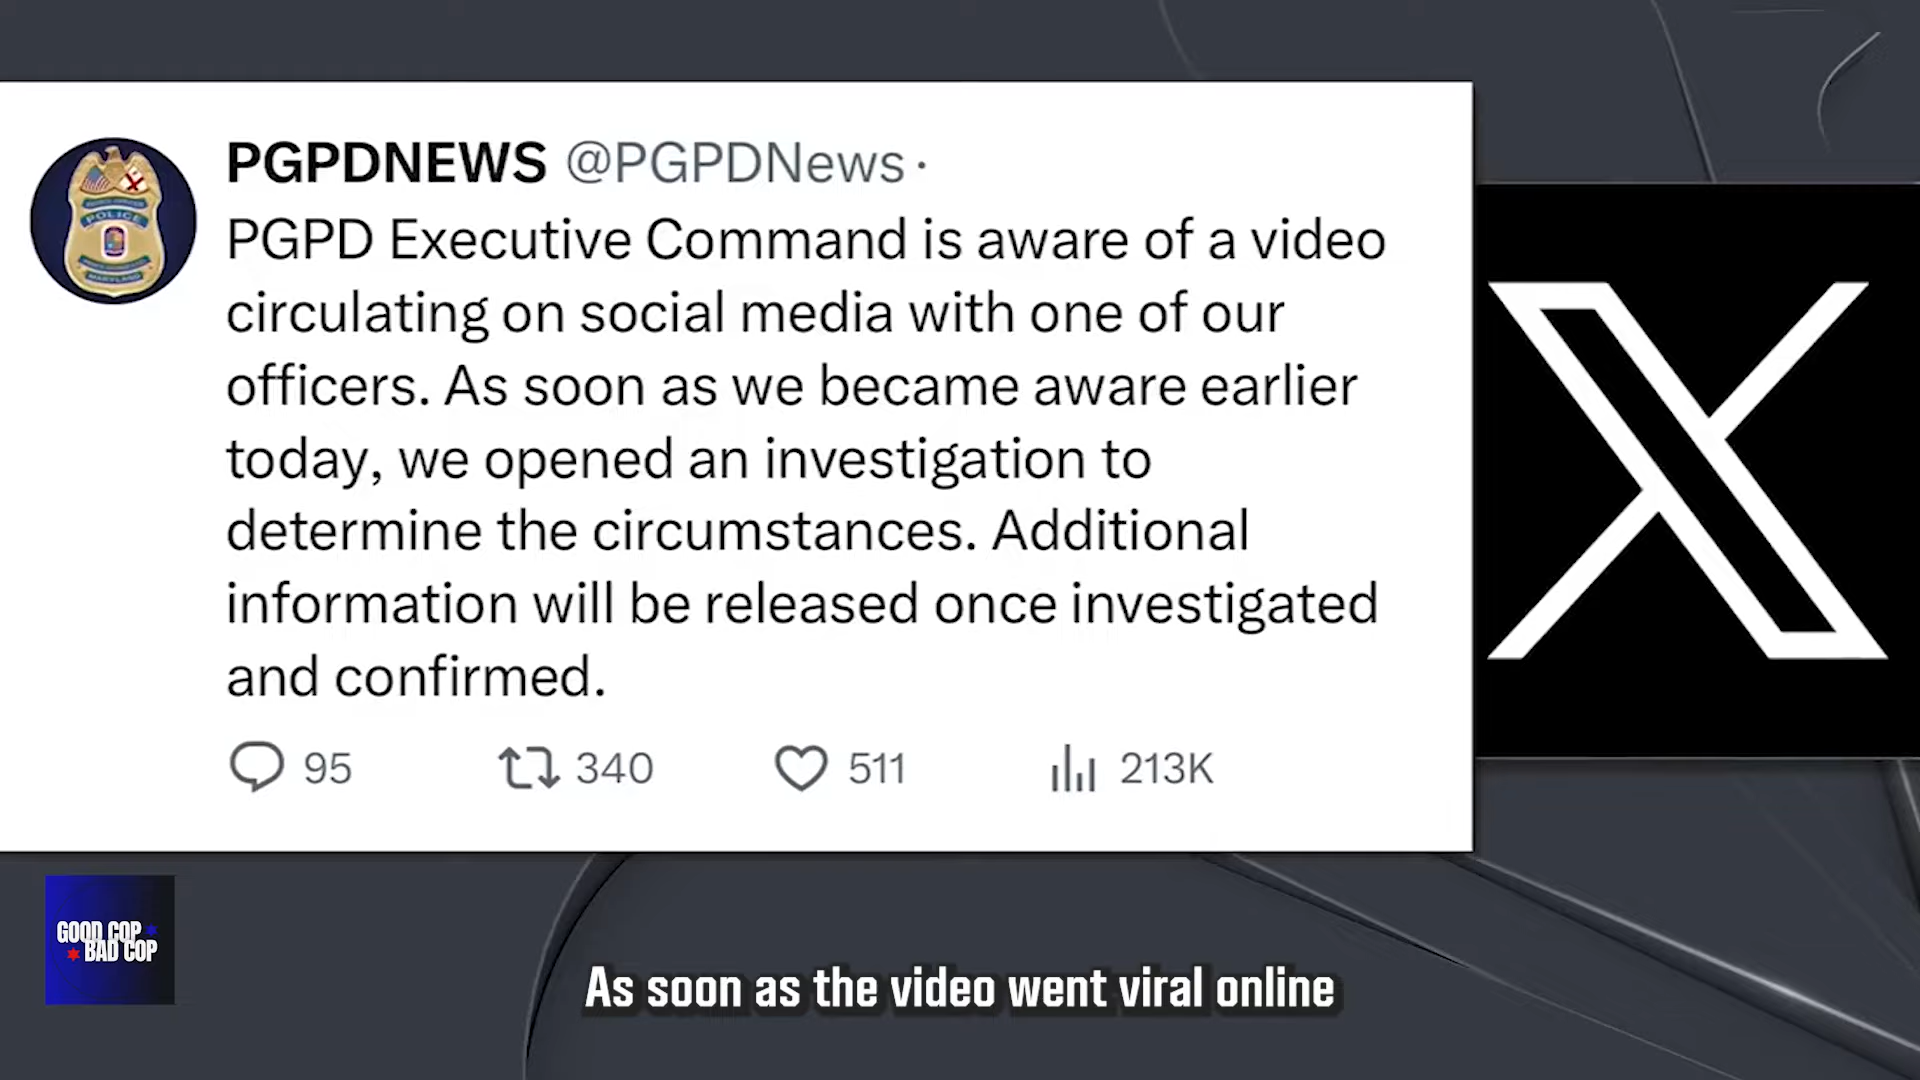 PGPDNEWS @PGPDNews·
PGPD Executive Command is aware of a video
circulating on social media with one of our
officers. As soon as we became aware earlier
today, we opened an investigation to
determine the circumstances. Additional
information will be released once investigated
and confirmed.
95 340 511 213K
POLICE
GOOD COP
BAD COP
As soon as the video went viral online